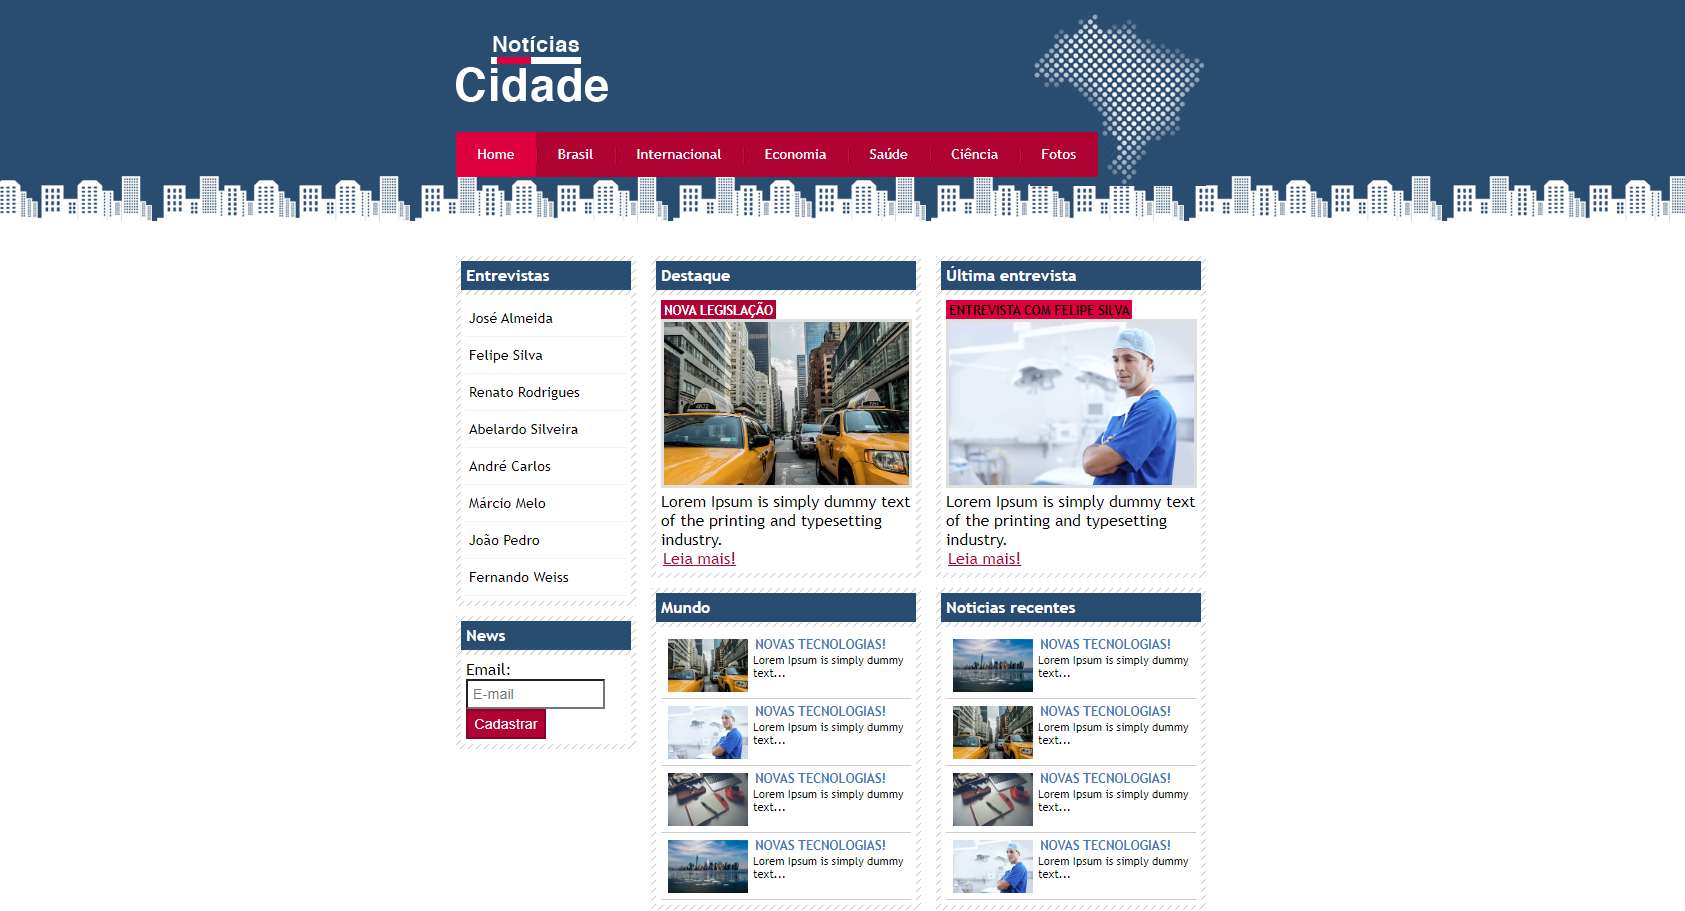 Notícias
Cidade
Home
Brasil
Internacional
Economia
Saúde
Ciência
Fotos
Entrevistas
José Almeida
Felipe Silva
Renato Rodrigues
Abelardo Silveira
André Carlos
Márcio Melo
João Pedro
Fernando Weiss
News
Email:
E-mail
Cadastrar
Destaque
NOVA LEGISLAÇÃO
Lorem Ipsum is simply dummy text
of the printing and typesetting
industry.
Leia mais!
Última entrevista
ENTREVISTA COM FELIPE SILVA
Lorem Ipsum is simply dummy text
of the printing and typesetting
industry.
Leia mais!
Mundo
NOVAS TECNOLOGIAS!
Lorem Ipsum is simply dummy
text...
NOVAS TECNOLOGIAS!
Lorem Ipsum is simply dummy
text...
NOVAS TECNOLOGIAS!
Lorem Ipsum is simply dummy
text...
NOVAS TECNOLOGIAS!
Lorem Ipsum is simply dummy
text...
Noticias recentes
NOVAS TECNOLOGIAS!
Lorem Ipsum is simply dummy
text...
NOVAS TECNOLOGIAS!
Lorem Ipsum is simply dummy
text...
NOVAS TECNOLOGIAS!
Lorem Ipsum is simply dummy
text...
NOVAS TECNOLOGIAS!
Lorem Ipsum is simply dummy
text...